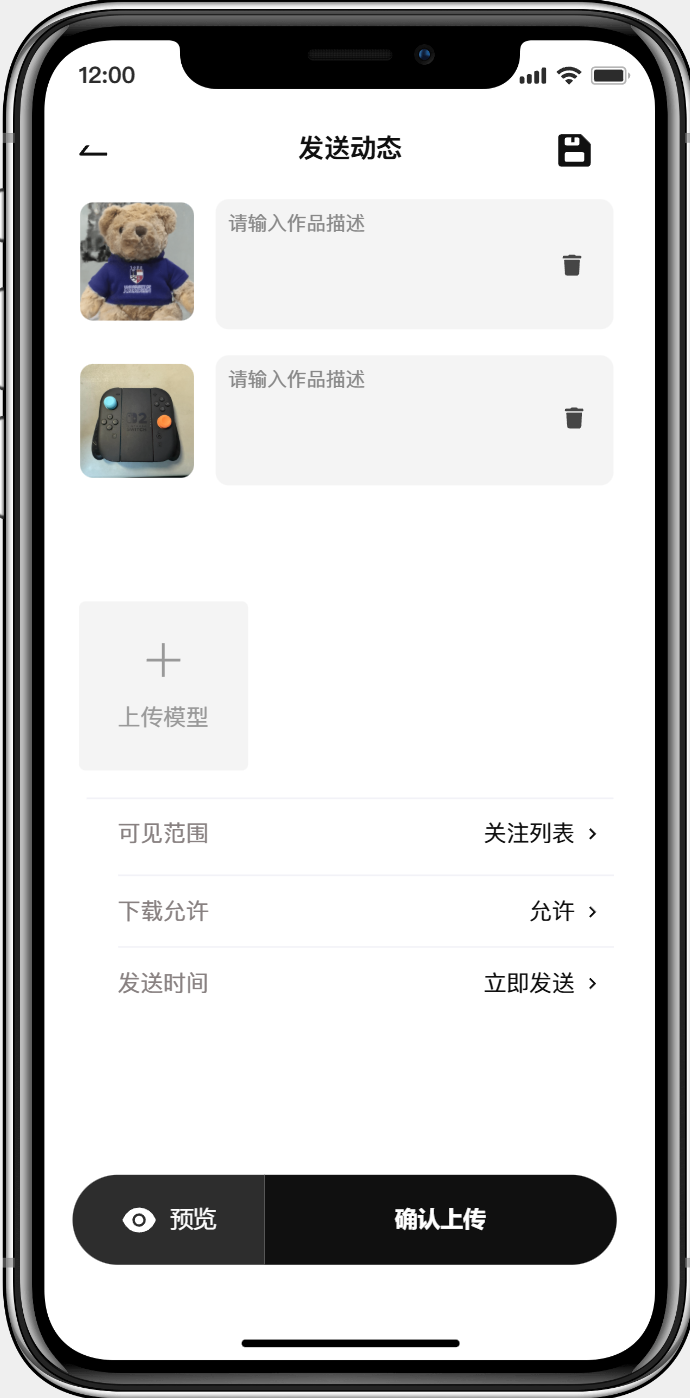 12:00
发送动态
请输入作品描述
请输入作品描述
上传模型
可见范围
关注列表
下载允许
允许
发送时间
立即发送
预览
确认上传